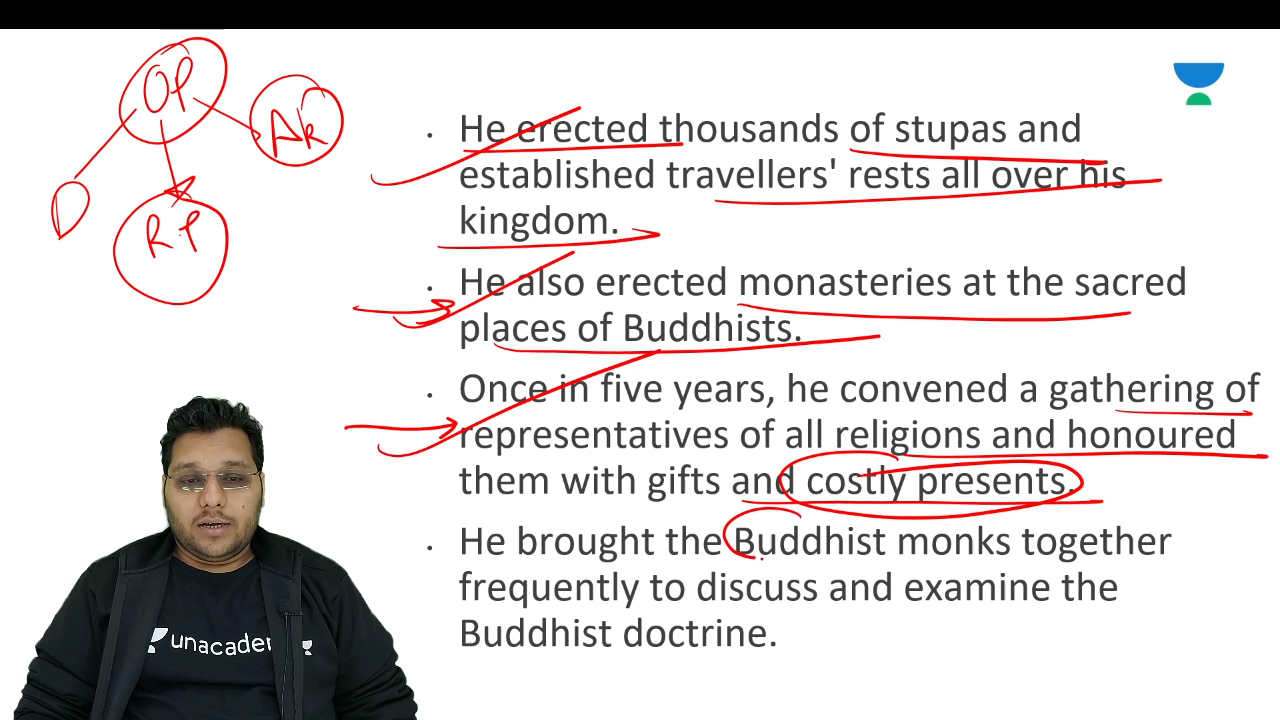 OP
AK
D
R.P
• He erected thousands of stupas and
established travellers' rests all over his
kingdom.
• He also erected monasteries at the sacred
places of Buddhists.
• Once in five years, he convened a gathering of
representatives of all religions and honoured
them with gifts and costly presents.
• He brought the Buddhist monks together
frequently to discuss and examine the
Buddhist doctrine.